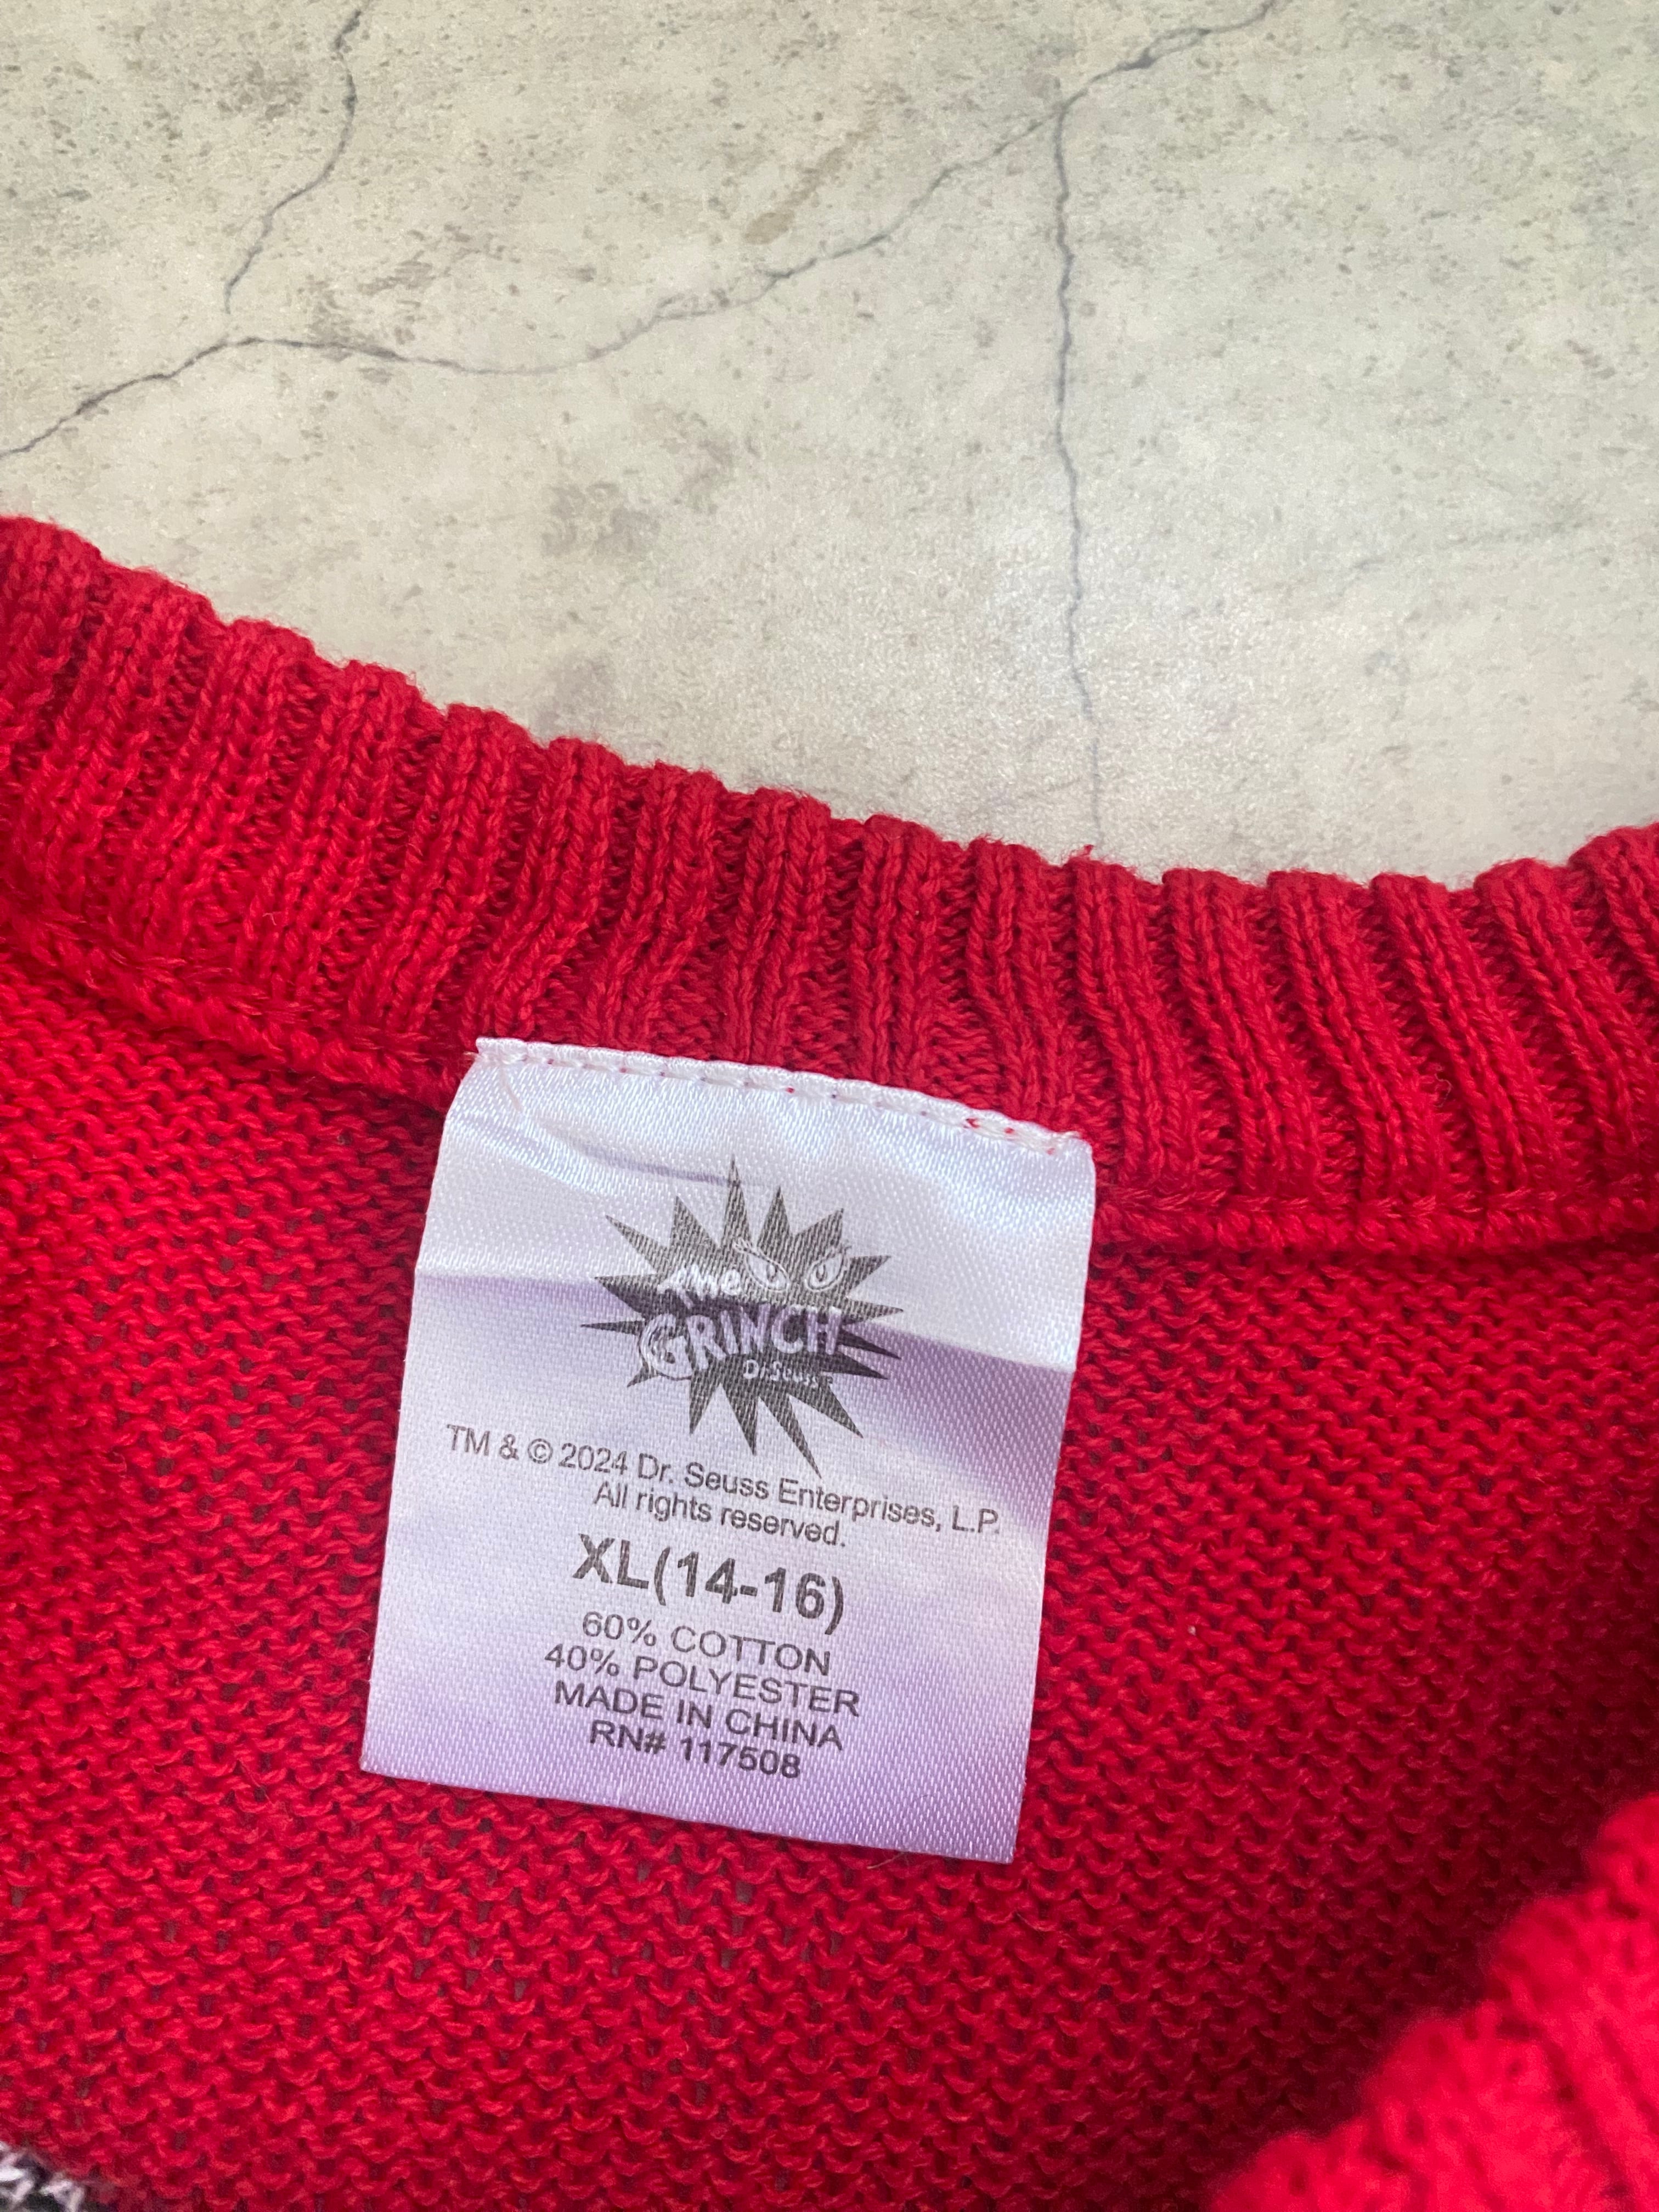 The
GRINCH
Dr. Seuss
TM & © 2024 Dr. Seuss Enterprises, L.P.
All rights reserved.
XL(14-16)
60% COTTON
40% POLYESTER
MADE IN CHINA
RN# 117508